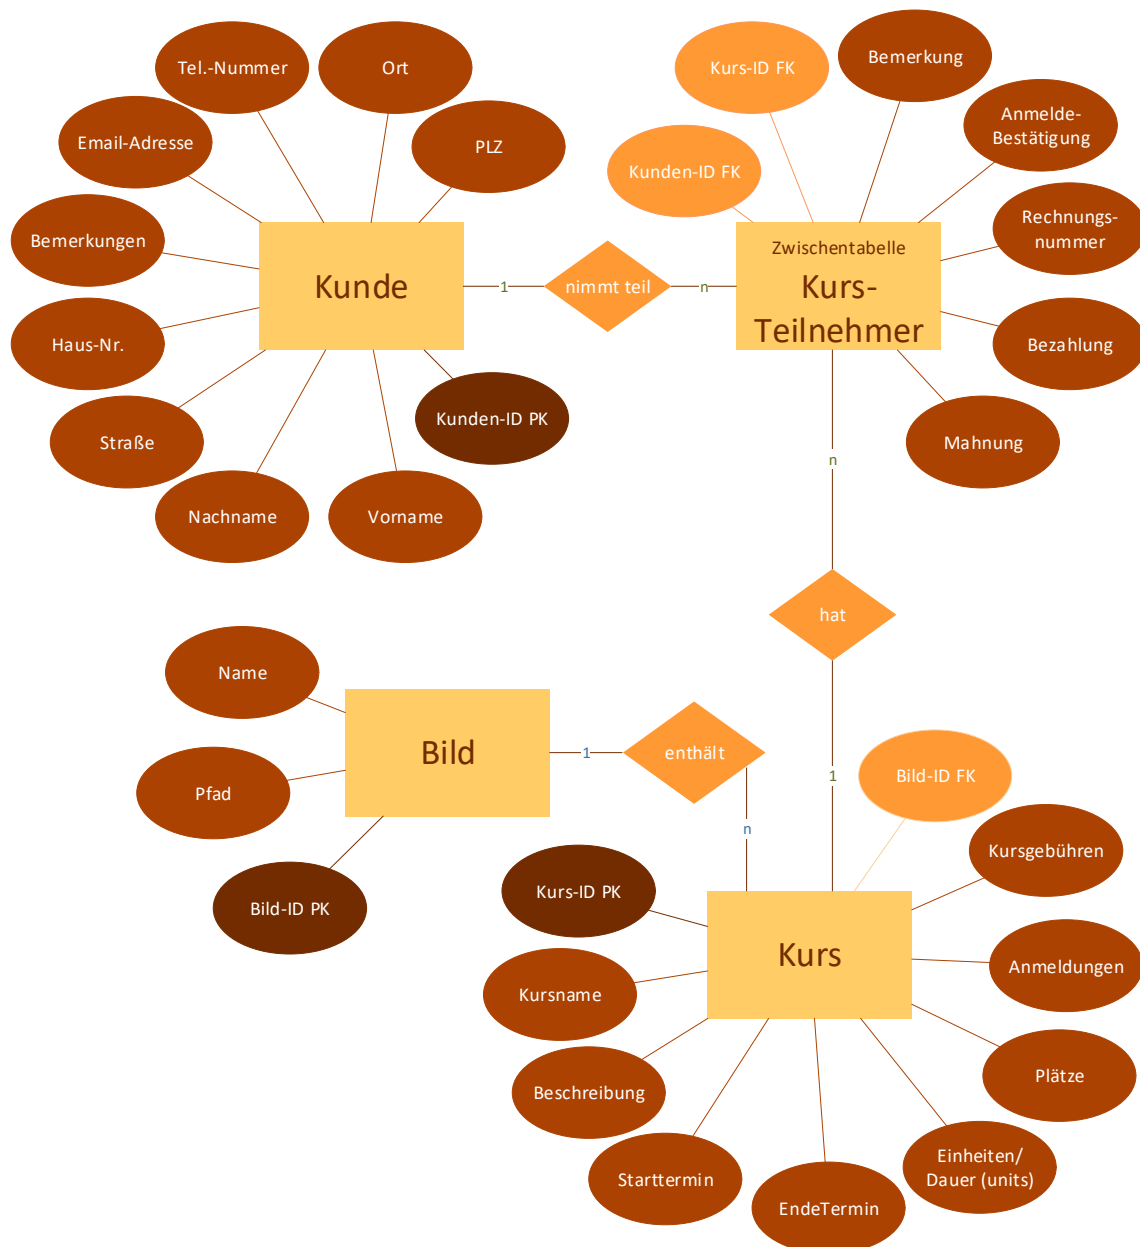 Tel.-Nummer
Ort
Email-Adresse
PLZ
Bemerkungen
Haus-Nr.
Straße
Nachname
Vorname
Kunden-ID PK
Kunde
1
nimmt teil
n
Kurs-ID FK
Bemerkung
Kunden-ID FK
Anmelde-
Bestätigung
Rechnungs-
nummer
Bezahlung
Mahnung
Zwischentabelle
Kurs-
Teilnehmer
n
hat
1
Name
Pfad
Bild-ID PK
Bild
1
enthält
n
Bild-ID FK
Kursgebühren
Kurs-ID PK
Kurs
Anmeldungen
Kursname
Plätze
Beschreibung
Starttermin
EndeTermin
Einheiten/
Dauer (units)